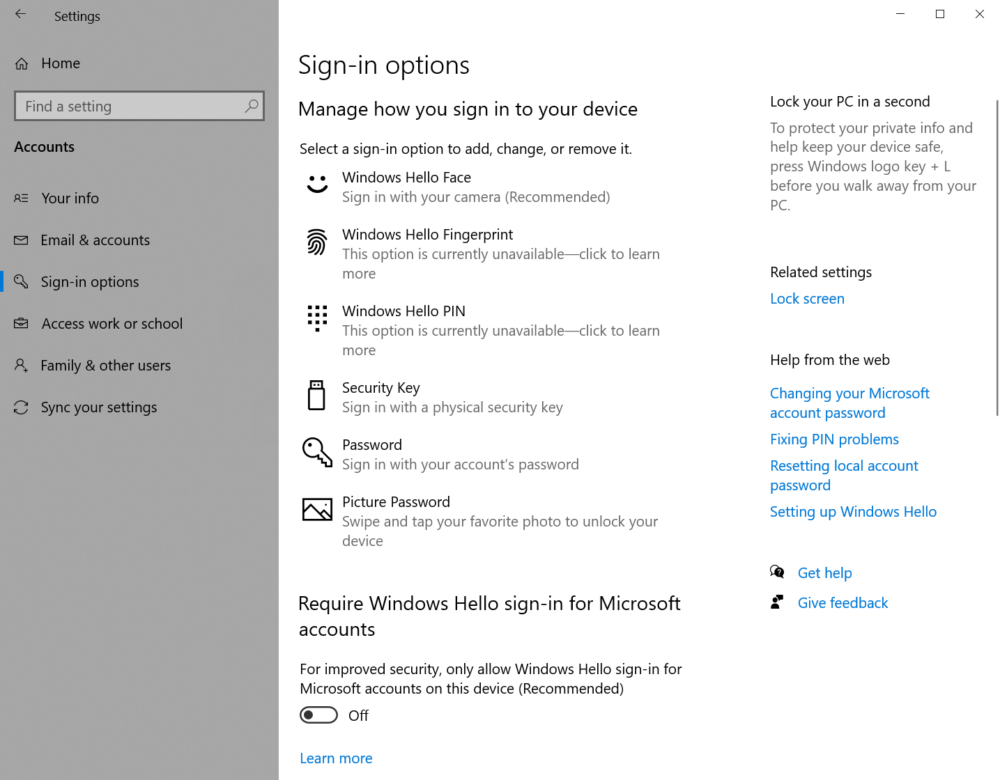 Settings
Home
Find a setting
Accounts
Your info
Email & accounts
Sign-in options
Access work or school
Family & other users
Sync your settings
Sign-in options
Manage how you sign in to your device
Select a sign-in option to add, change, or remove it.
Windows Hello Face
Sign in with your camera (Recommended)
Windows Hello Fingerprint
This option is currently unavailable—click to learn
more
Windows Hello PIN
This option is currently unavailable—click to learn
more
Security Key
Sign in with a physical security key
Password
Sign in with your account’s password
Picture Password
Swipe and tap your favorite photo to unlock your
device
Require Windows Hello sign-in for Microsoft
accounts
For improved security, only allow Windows Hello sign-in for
Microsoft accounts on this device (Recommended)
Off
Learn more
Lock your PC in a second
To protect your private info and
help keep your device safe,
press Windows logo key + L
before you walk away from your
PC.
Related settings
Lock screen
Help from the web
Changing your Microsoft
account password
Fixing PIN problems
Resetting local account
password
Setting up Windows Hello
Get help
Give feedback